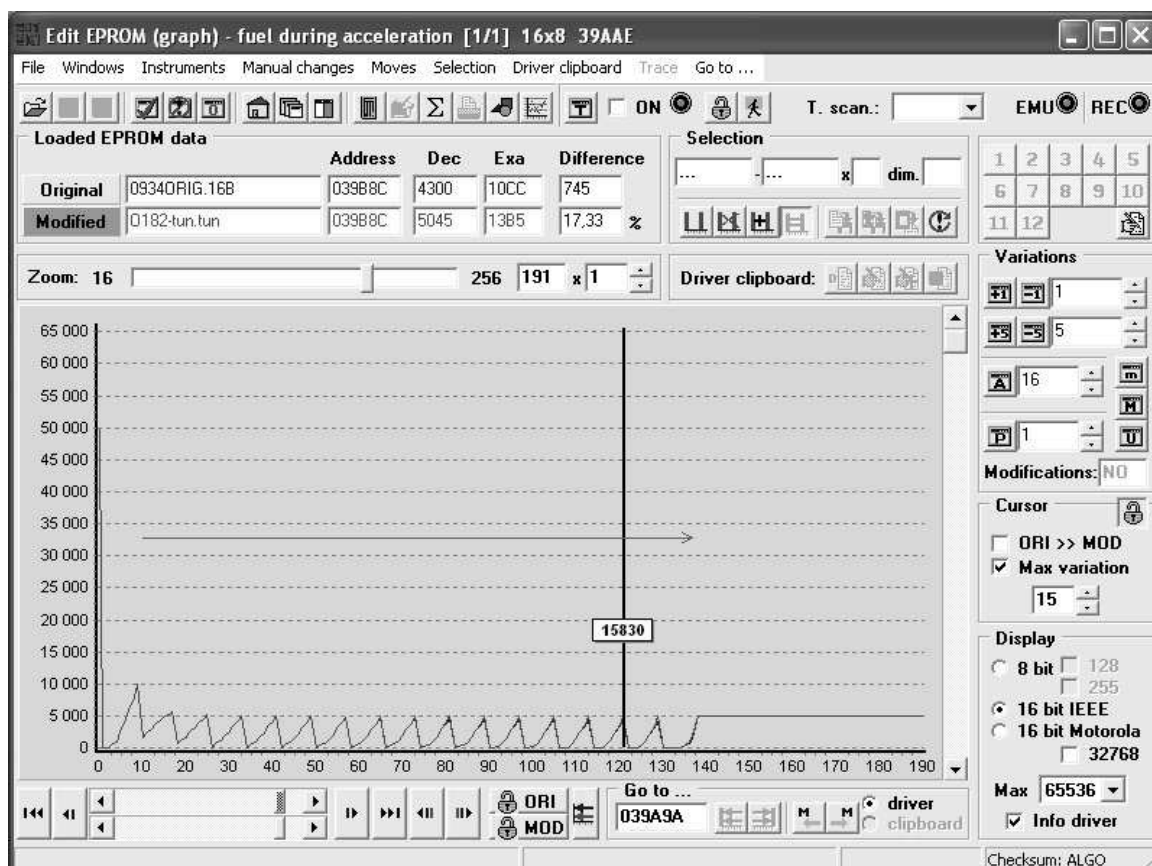 Edit EPROM (graph) - fuel during acceleration [1/1] 16x8 39AAE
File Windows Instruments Manual changes Moves Selection Driver clipboard Trace Go to ...
ON T. scan.: EMU REC
Loaded EPROM data
Address Dec Exa Difference
Original 0934ORIG.16B 039B8C 4300 10CC 745
Modified O182-tun.tun 039B8C 5045 13B5 17,33 %
Selection
... - ... x dim.
1 2 3 4 5
6 7 8 9 10
11 12
Zoom: 16 256 191 x 1
Driver clipboard:
Variations
+1 -1 1
+5 -5 5
A 16 m
M
P 1 U
Modifications: NO
Cursor
ORI >> MOD
Max variation
15
Display
8 bit 128
255
16 bit IEEE
16 bit Motorola
32768
Max 65536
Info driver
65 000
60 000
55 000
50 000
45 000
40 000
35 000
30 000
25 000
20 000
15 000
10 000
5 000
0
15830
0 10 20 30 40 50 60 70 80 90 100 110 120 130 140 150 160 170 180 190
ORI
MOD
Go to ...
039A9A
M M
driver
clipboard
Checksum: ALGO